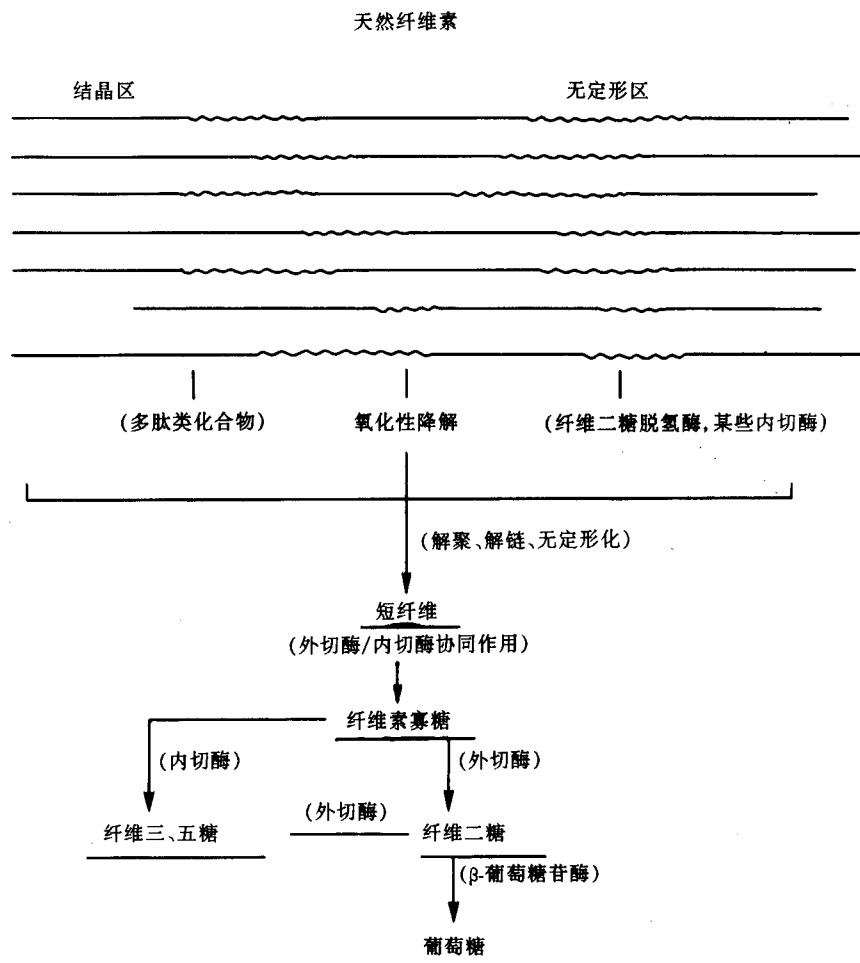 天然纤维素
结晶区 无定形区
(多肽类化合物) 氧化性降解 (纤维二糖脱氢酶,某些内切酶)
(解聚、解链、无定形化)
短纤维
(外切酶/内切酶协同作用)
纤维素寡糖
(内切酶) (外切酶)
(外切酶)
纤维三、五糖 纤维二糖
(β-葡萄糖苷酶)
葡萄糖